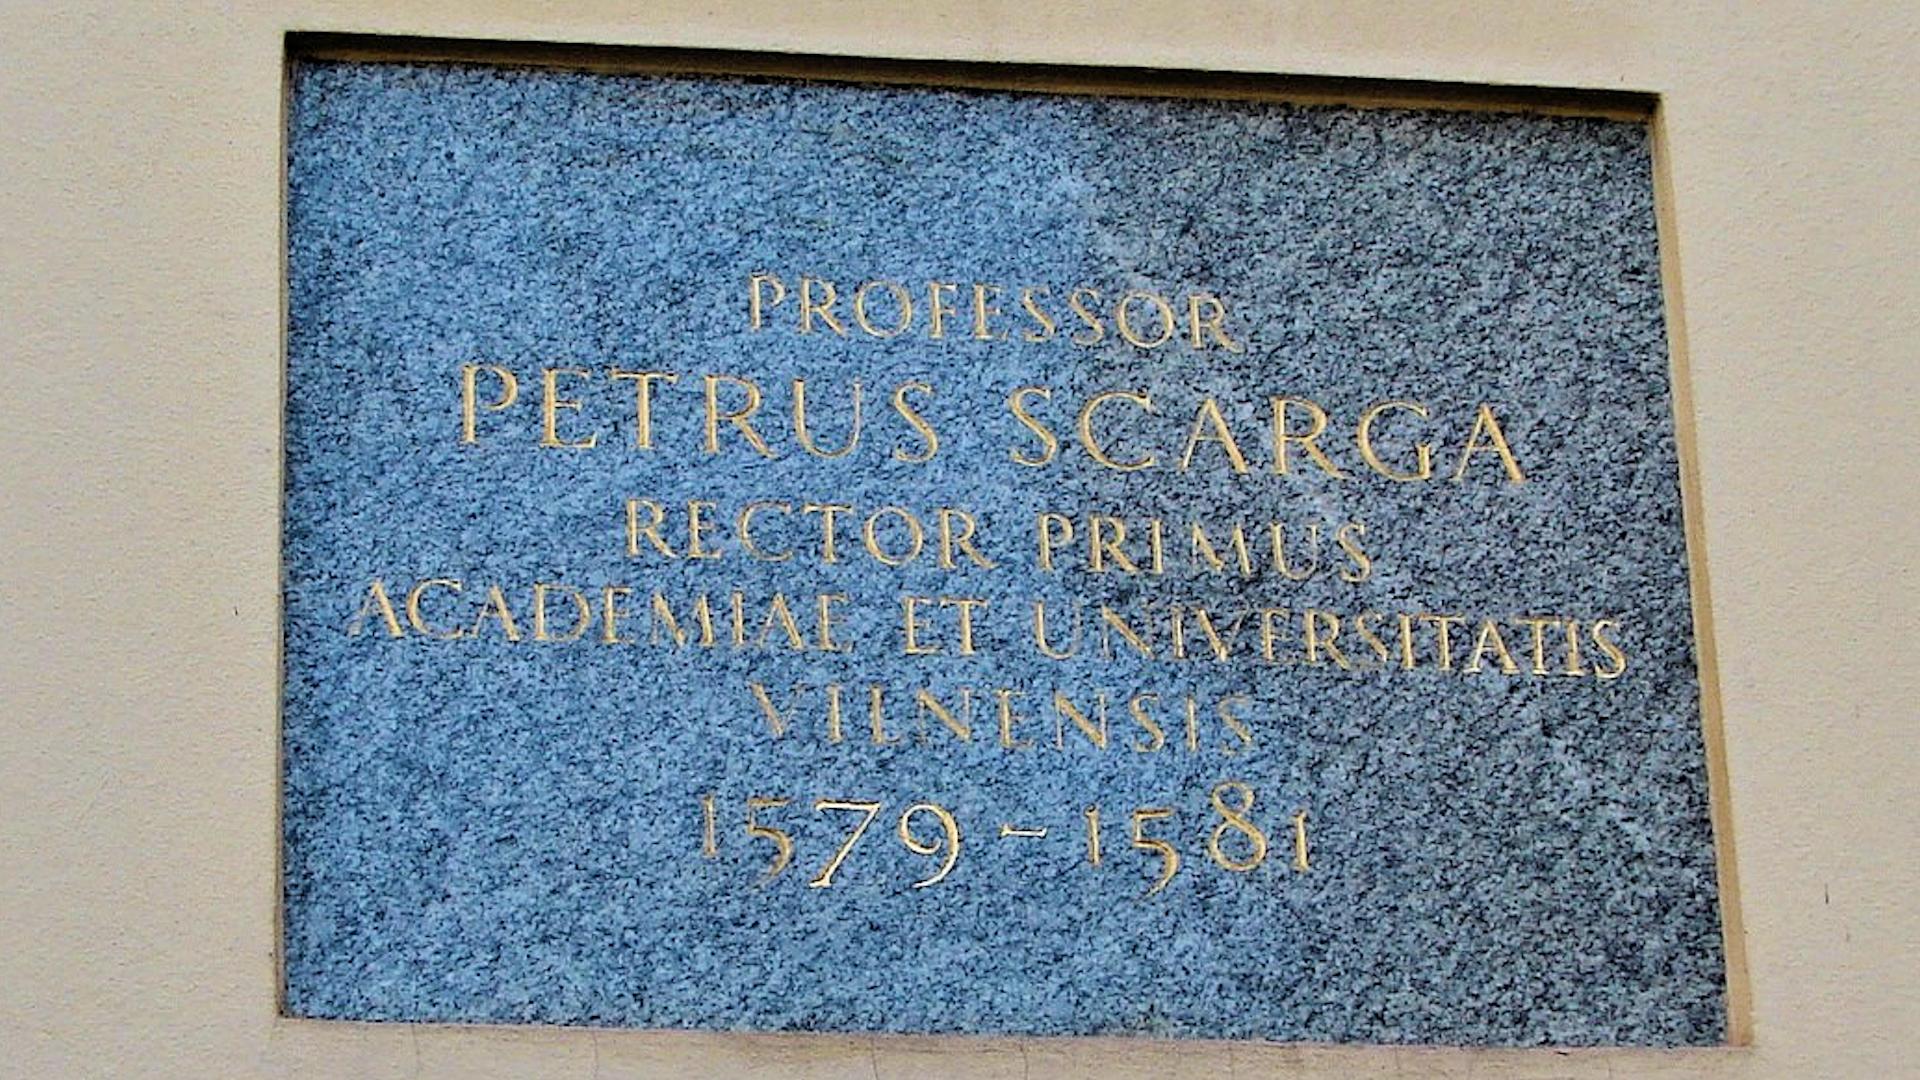 PROFESSOR
PETRUS SCARGA
RECTOR PRIMUS
ACADEMIAE ET UNIVERSITATIS
VILNENSIS
1579-1581